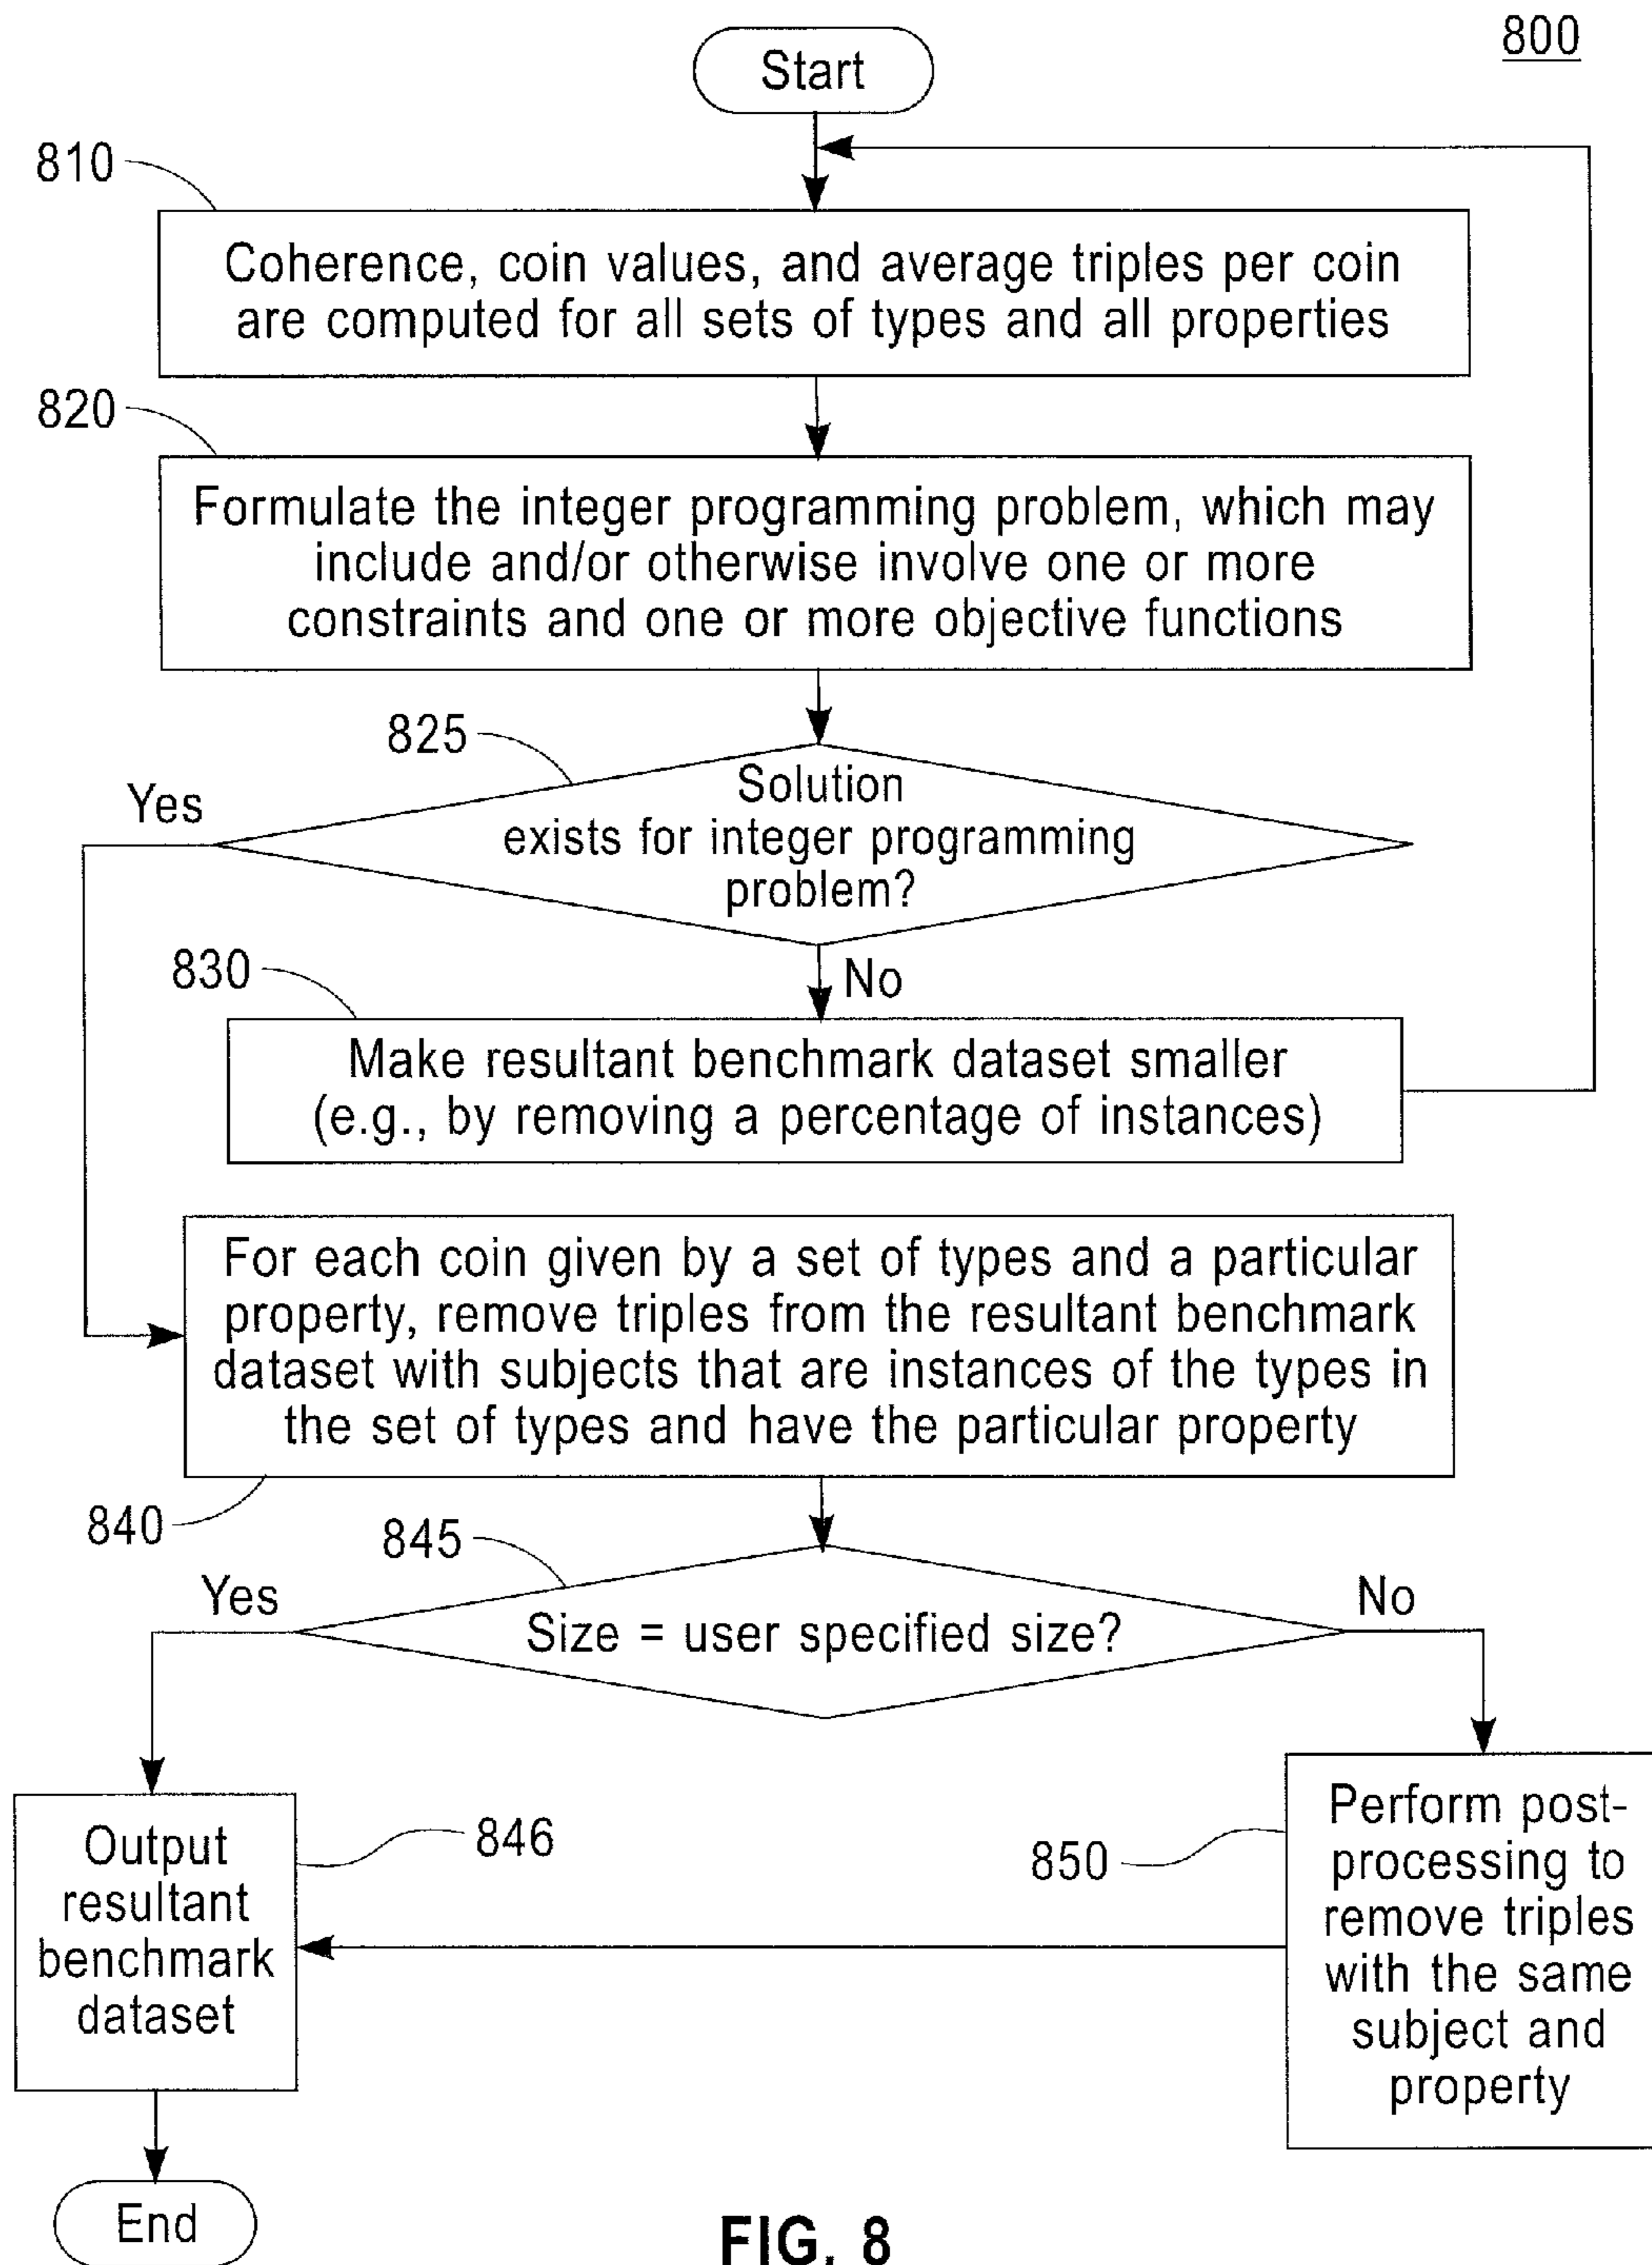 800
Start
810
Coherence, coin values, and average triples per coin
are computed for all sets of types and all properties
820
Formulate the integer programming problem, which may
include and/or otherwise involve one or more
constraints and one or more objective functions
825
Yes
Solution
exists for integer programming
problem?
830
No
Make resultant benchmark dataset smaller
(e.g., by removing a percentage of instances)
For each coin given by a set of types and a particular
property, remove triples from the resultant benchmark
dataset with subjects that are instances of the types in
the set of types and have the particular property
840
845
Yes
Size = user specified size?
No
Output
resultant
benchmark
dataset
846
850
Perform post-
processing to
remove triples
with the same
subject and
property
End
FIG. 8